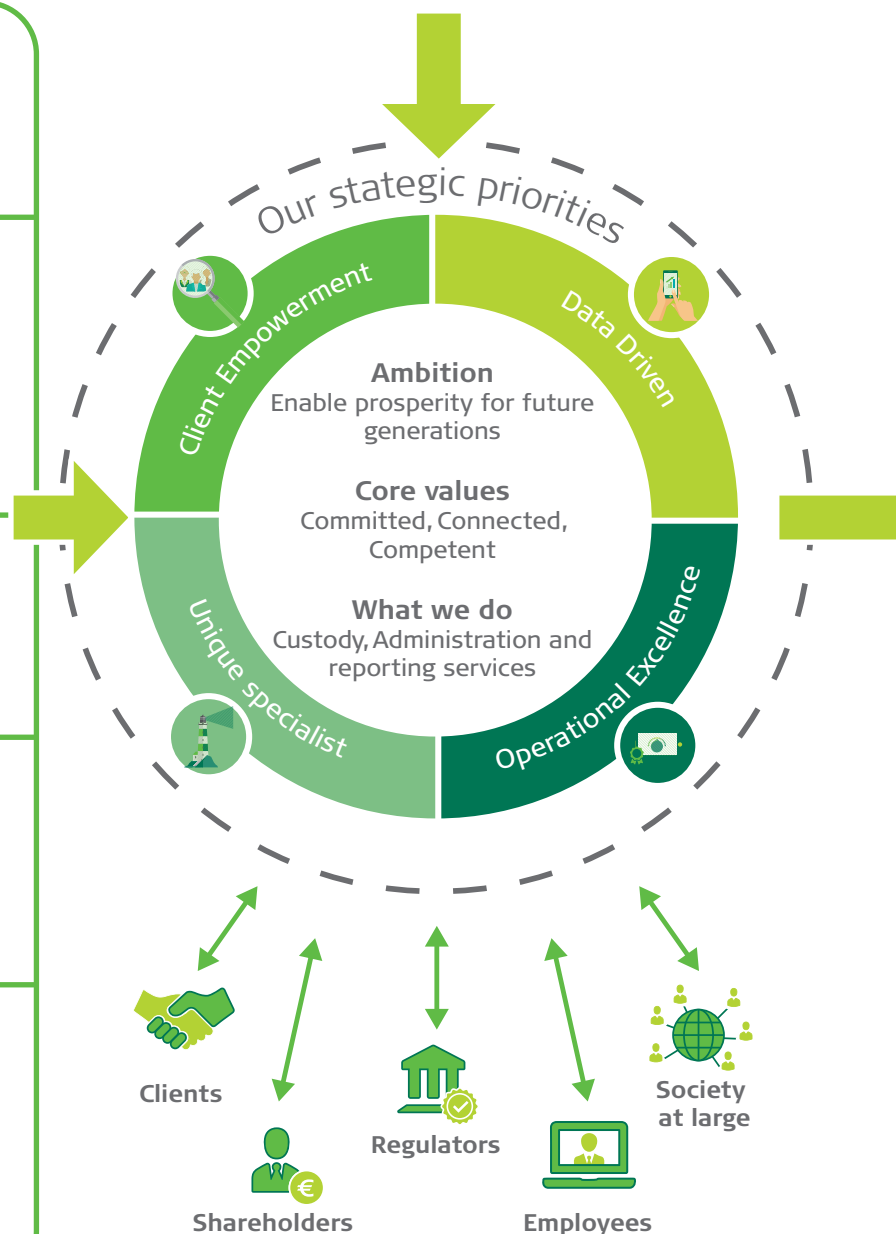 Our stategic priorities
Client Empowerment
Data Driven
Ambition
Enable prosperity for future
generations
Core values
Committed, Connected,
Competent
What we do
Custody, Administration and
reporting services
Unique specialist
Operational Excellence
Clients
Society
at large
Regulators
€
Shareholders
Employees